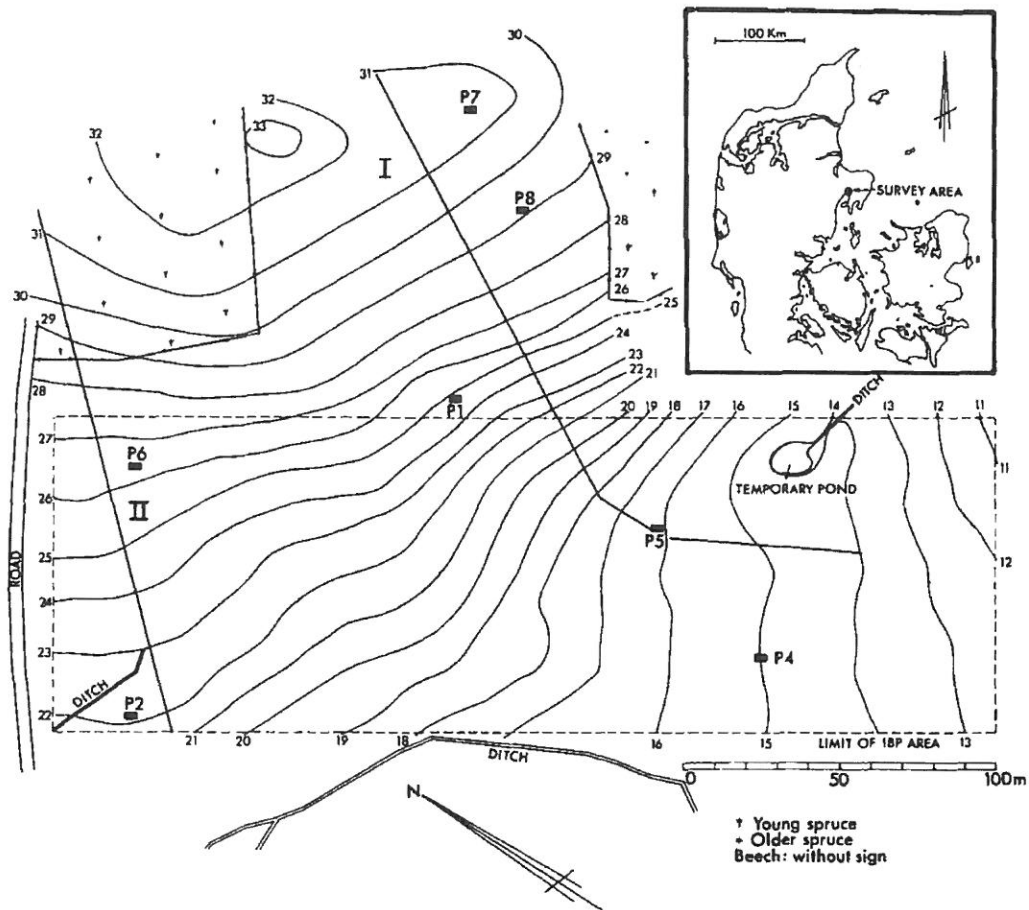 100 Km
SURVEY AREA
30
31
P7
32
33
32
I
29
P8
28
31
27
26
25
30
29
24
23
22
21
28
P1
DITCH
20 19 18 17 16 15 14 13 12 11
27
P6
11
TEMPORARY POND
26
II
P5
25
12
ROAD
24
23
P4
DITCH
P2
22
21 20 19 18 16 15 LIMIT OF IBP AREA 13
DITCH
0 50 100m
N
Young spruce
Older spruce
Beech: without sign